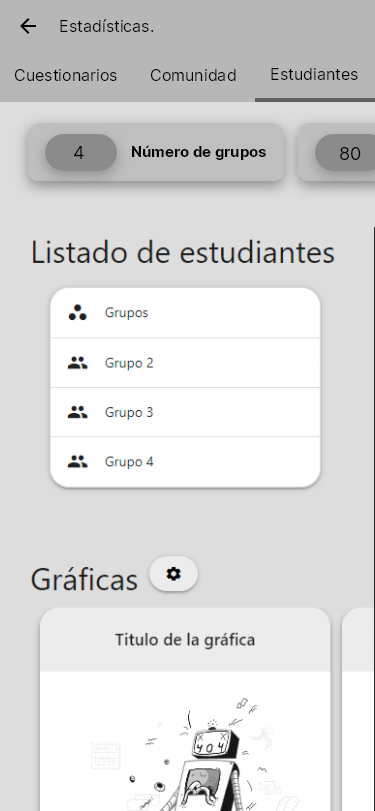 Estadísticas.
Cuestionarios
Comunidad
Estudiantes
4
Número de grupos
80
Listado de estudiantes
Grupos
Grupo 2
Grupo 3
Grupo 4
Gráficas
Titulo de la gráfica
404